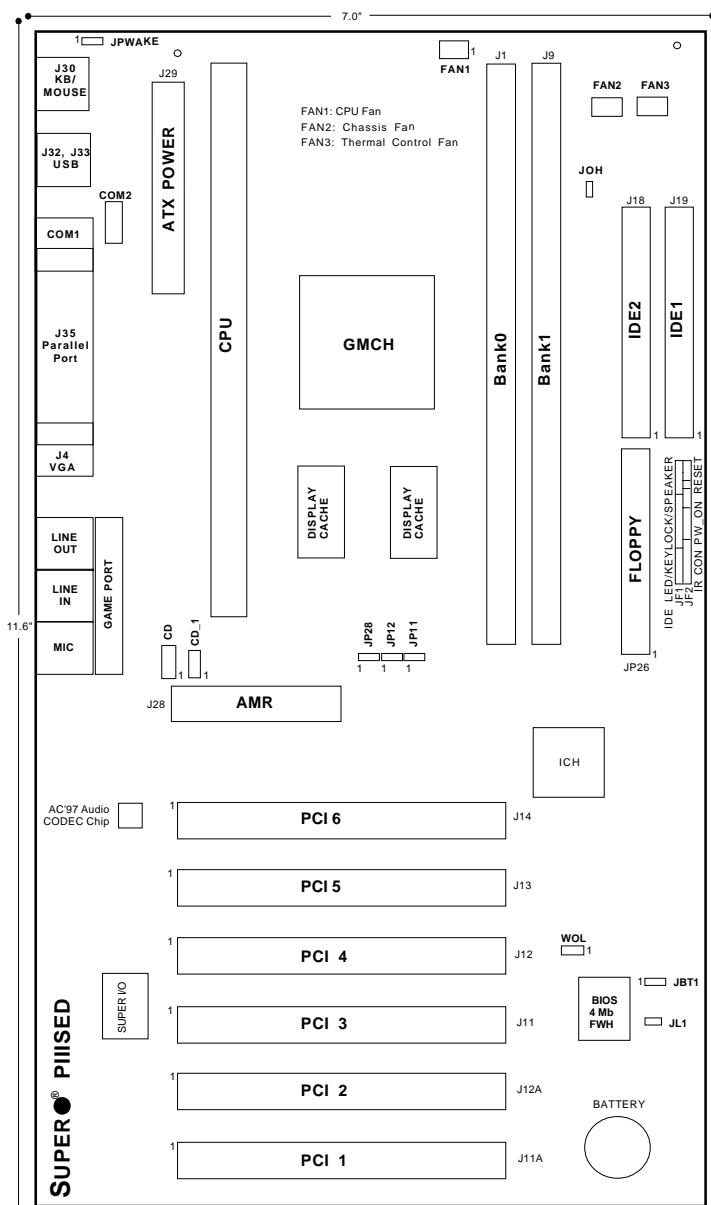 7.0"
1 JPWAKE
J30
KB/
MOUSE
J29
FAN1
1
J1
J9
FAN2
FAN3
FAN1: CPU Fan
FAN2: Chassis Fan
FAN3: Thermal Control Fan
J32, J33
USB
ATX POWER
COM2
JOH
COM1
J18
J19
CPU
GMCH
Bank0
Bank1
IDE2
IDE1
J35
Parallel
Port
1
1
J4
VGA
DISPLAY
CACHE
DISPLAY
CACHE
FLOPPY
IDE LED/KEYLOCK/SPEAKER
JF1
JF2
IR CON PW_ON RESET
LINE
OUT
GAME PORT
LINE
IN
11.6"
MIC
CD
1
CD_1
1
JP28
1
JP12
1
JP11
1
1
JP26
J28
AMR
ICH
AC'97 Audio
CODEC Chip
1
PCI 6
J14
1
PCI 5
J13
1
PCI 4
J12
WOL
1
SUPER I/O
BIOS
4 Mb
FWH
1
JBT1
JL1
1
PCI 3
J11
1
PCI 2
J12A
BATTERY
1
PCI 1
J11A
SUPER® PIIISED